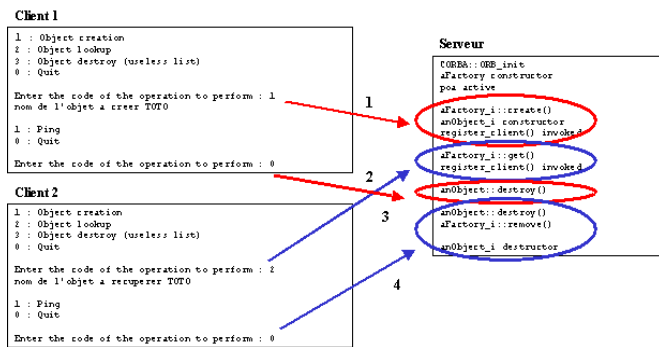 Client 1
1 : Object creation
2 : Object lookup
3 : Object destroy (useless list)
0 : Quit
Enter the code of the operation to perform : 1
nom de l'objet a creer TOTO
1 : Ping
0 : Quit
Enter the code of the operation to perform : 0
Client 2
1 : Object creation
2 : Object lookup
3 : Object destroy (useless list)
0 : Quit
Enter the code of the operation to perform : 2
nom de l'objet a recuperer TOTO
1 : Ping
0 : Quit
Enter the code of the operation to perform : 0
1
2
3
4
Serveur
CORBA::ORB_init
aFactory constructor
poa active
aFactory_i::create()
anObject_i constructor
register_client() invoked
aFactory_i::get()
register_client() invoked
anObject::destroy()
anObject::destroy()
aFactory_i::remove()
anObject_i destructor